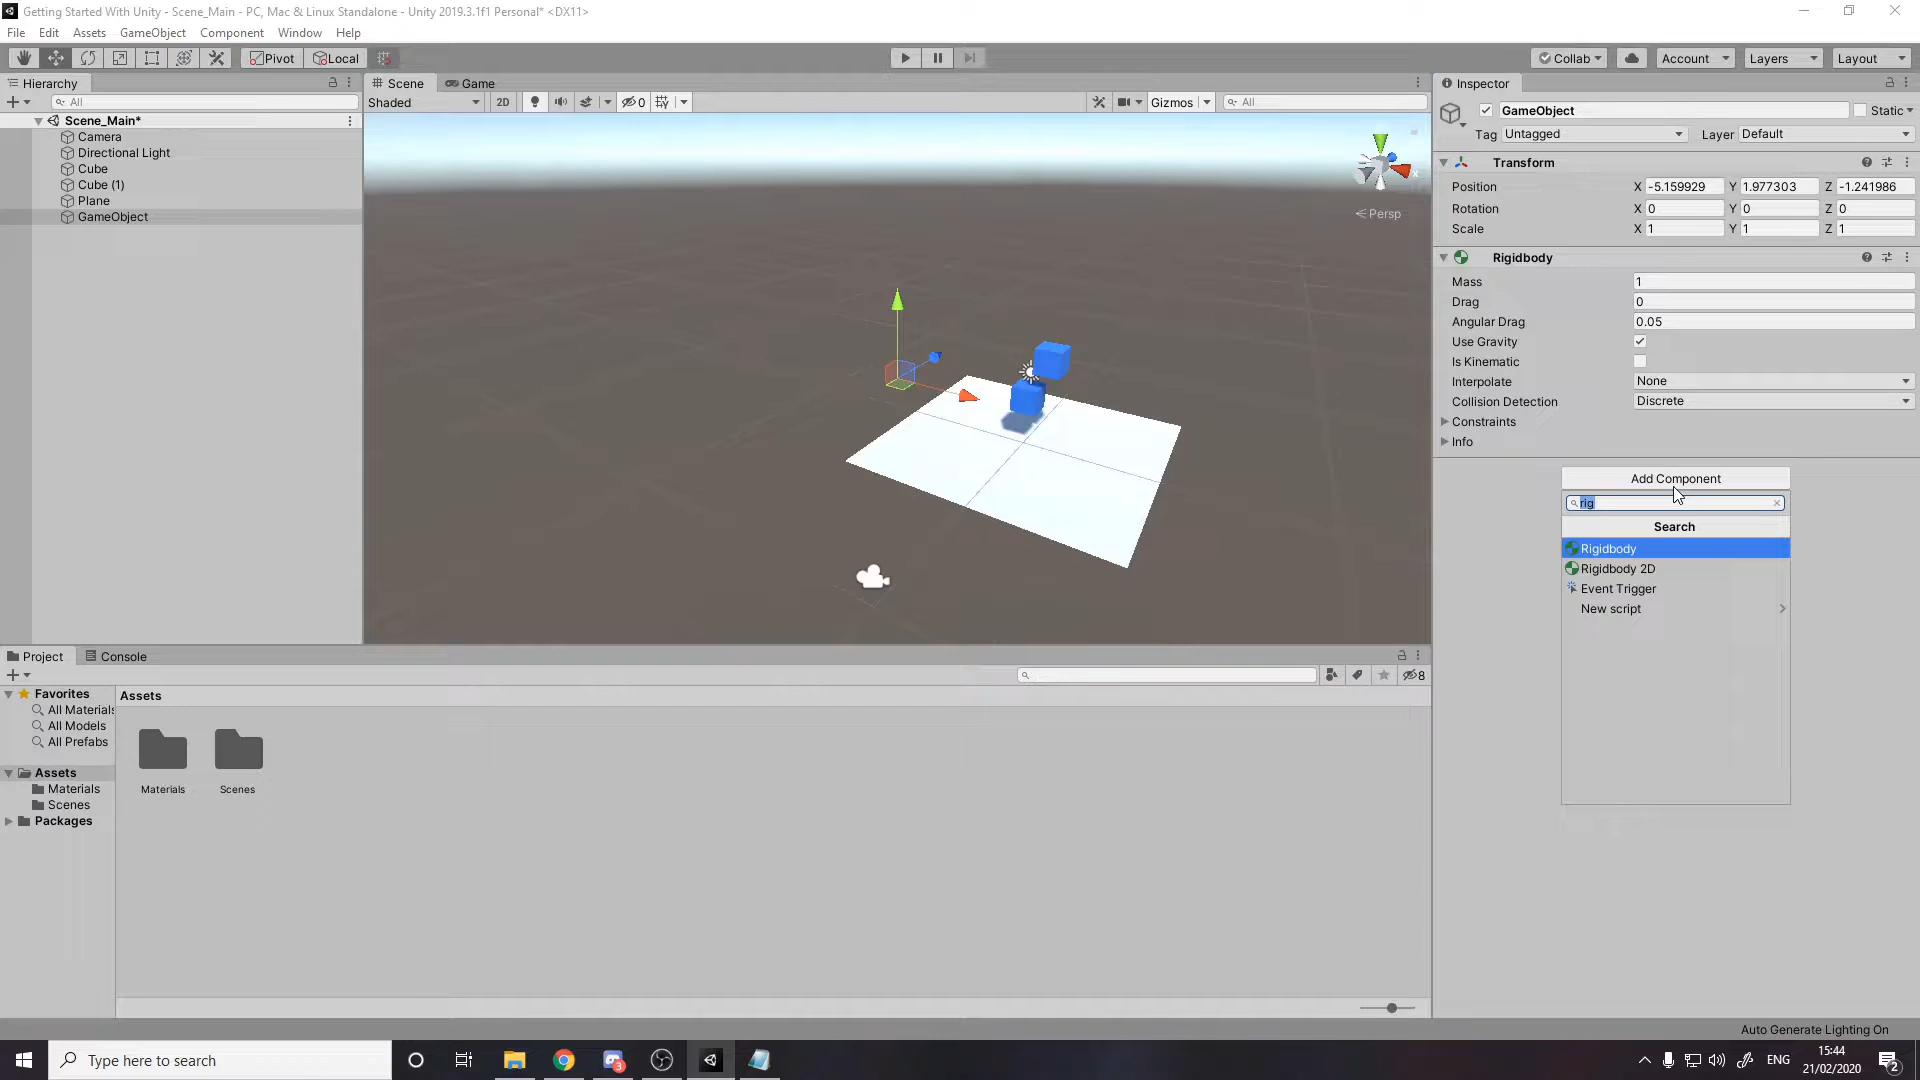 Getting Started With Unity - Scene_Main - PC, Mac & Linux Standalone - Unity 2019.3.1f1 Personal* <DX11>
File Edit Assets GameObject Component Window Help
Pivot Local Collab Account Layers Layout
Hierarchy
All
Scene_Main*
Camera
Directional Light
Cube
Cube (1)
Plane
GameObject
Scene Game
Shaded 2D 0 Gizmos All
x
Persp
Inspector
GameObject Static
Tag Untagged Layer Default
Transform
Position X -5.159929 Y 1.977303 Z -1.241986
Rotation X 0 Y 0 Z 0
Scale X 1 Y 1 Z 1
Rigidbody
Mass 1
Drag 0
Angular Drag 0.05
Use Gravity
Is Kinematic
Interpolate None
Collision Detection Discrete
Constraints
Info
Add Component
rig
Search
Rigidbody
Rigidbody 2D
Event Trigger
New script
Project Console
8
Favorites
All Materials
All Models
All Prefabs
Assets
Materials
Scenes
Packages
Assets
Materials Scenes
Auto Generate Lighting On
Type here to search
3
ENG
15:44
21/02/2020
2